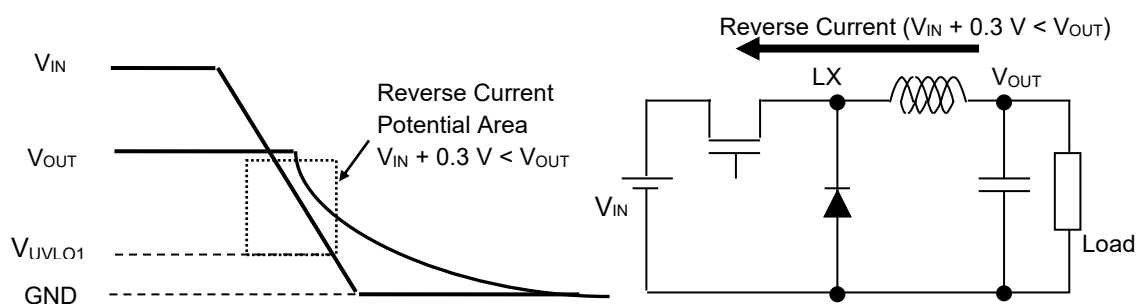 VIN
VOUT
VUVLO1
GND
Reverse Current
Potential Area
VIN + 0.3 V < VOUT
Reverse Current (VIN + 0.3 V < VOUT)
LX
VOUT
VIN
Load